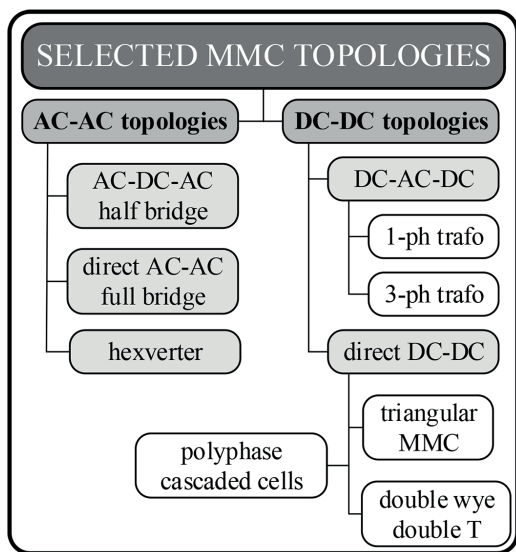 SELECTED MMC TOPOLOGIES
AC-AC topologies
AC-DC-AC
half bridge
direct AC-AC
full bridge
hexverter
DC-DC topologies
DC-AC-DC
1-ph trafo
3-ph trafo
direct DC-DC
triangular
MMC
polyphase
cascaded cells
double wye
double T